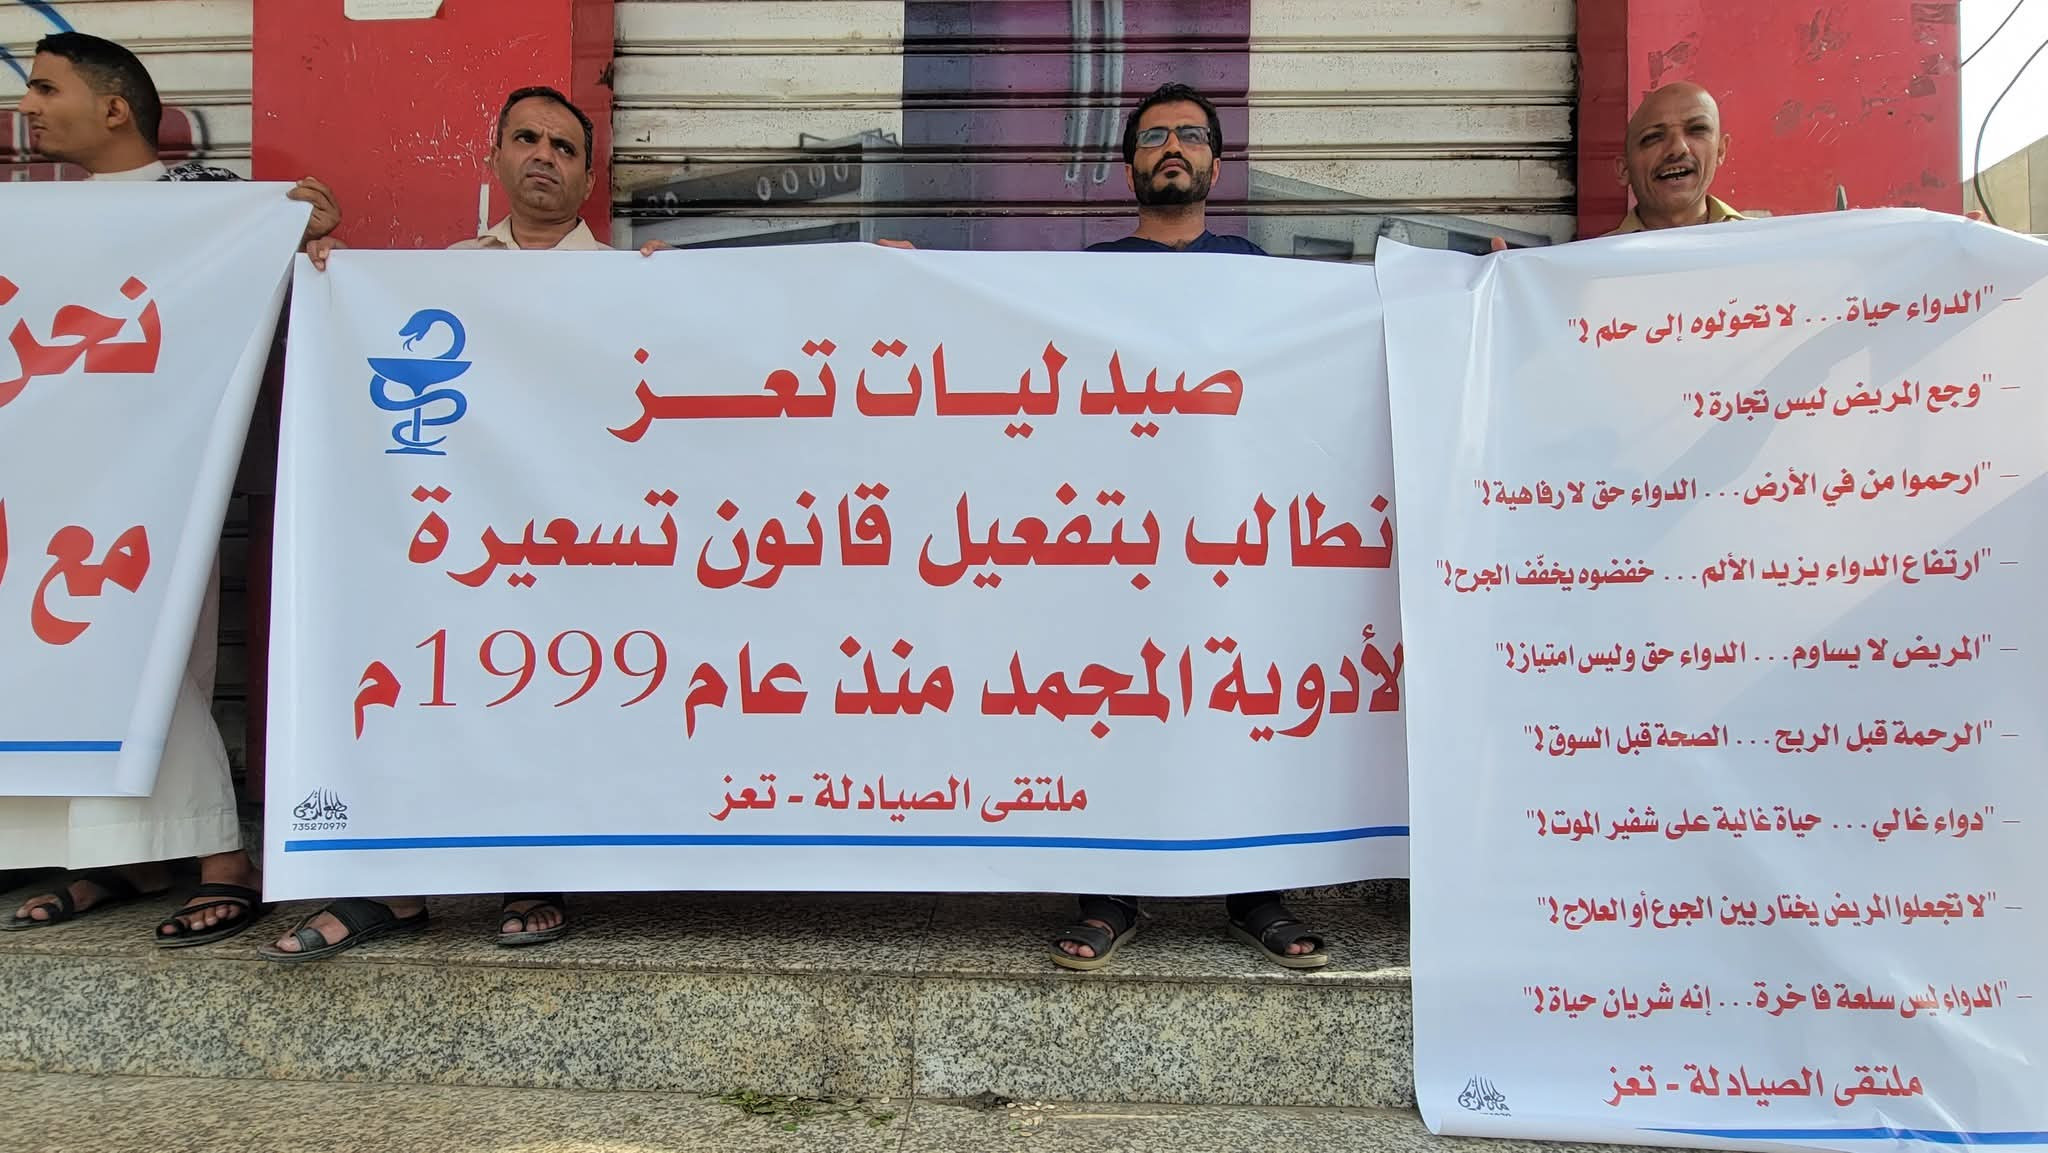 نحن
مع
صيدليات تعز
نطالب بتفعيل قانون تسعيرة
الأدوية المجمد منذ عام 1999م
ملتقى الصيادلة - تعز
735270979
– "الدواء حياة... لا تحوّلوه إلى حلم!"
– "وجع المريض ليس تجارة!"
– "ارحموا من في الأرض... الدواء حق لا رفاهية!"
– "ارتفاع الدواء يزيد الألم... خفضوه يخفّف الجرح!"
– "المريض لا يساوم... الدواء حق وليس امتياز!"
– "الرحمة قبل الربح... الصحة قبل السوق!"
– "دواء غالي... حياة غالية على شفير الموت!"
– "لا تجعلوا المريض يختار بين الجوع أو العلاج!"
– "الدواء ليس سلعة فاخرة... إنه شريان حياة!"
ملتقى الصيادلة - تعز